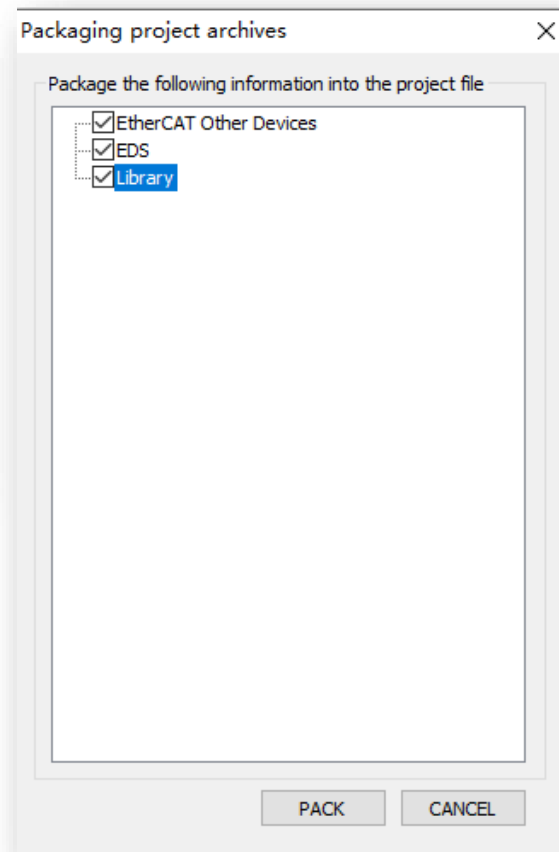 Packaging project archives
Package the following information into the project file
EtherCAT Other Devices
EDS
Library
PACK
CANCEL